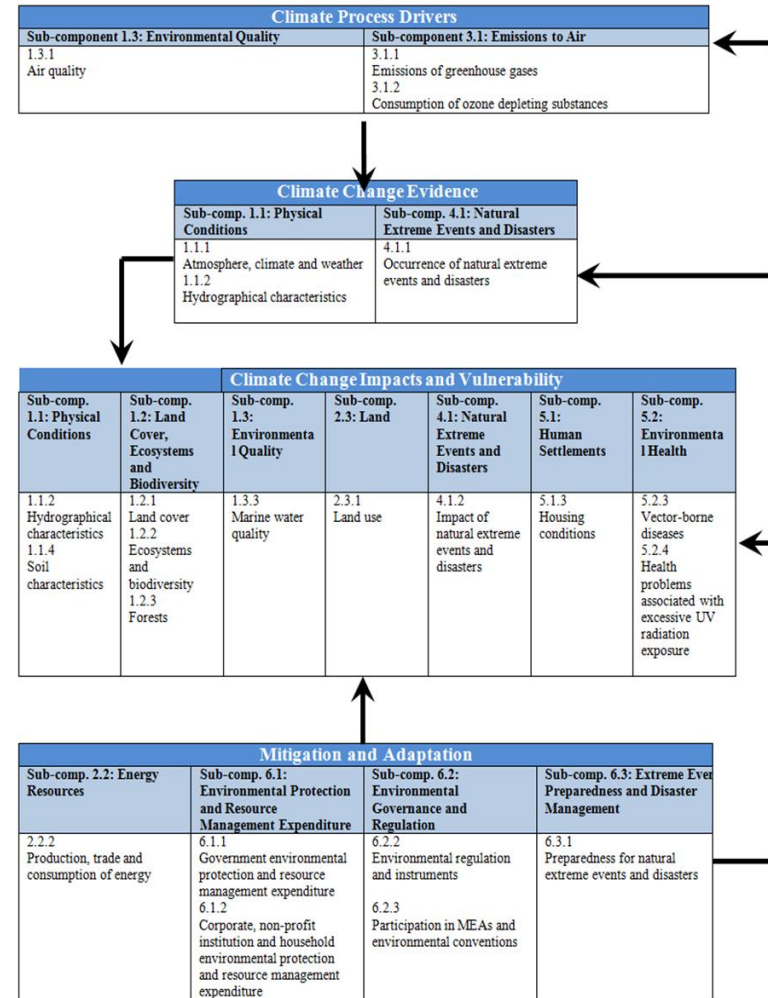 Climate Process Drivers
Sub-component 1.3: Environmental Quality
1.3.1
Air quality
Sub-component 3.1: Emissions to Air
3.1.1
Emissions of greenhouse gases
3.1.2
Consumption of ozone depleting substances
Climate Change Evidence
Sub-comp. 1.1: Physical
Conditions
1.1.1
Atmosphere, climate and weather
1.1.2
Hydrographical characteristics
Sub-comp. 4.1: Natural
Extreme Events and Disasters
4.1.1
Occurrence of natural extreme
events and disasters
Climate Change Impacts and Vulnerability
Sub-comp.
1.1: Physical
Conditions
1.1.2
Hydrographical
characteristics
1.1.4
Soil
characteristics
Sub-comp.
1.2: Land
Cover,
Ecosystems
and
Biodiversity
1.2.1
Land cover
1.2.2
Ecosystems
and
biodiversity
1.2.3
Forests
Sub-comp.
1.3:
Environmenta
l Quality
1.3.3
Marine water
quality
Sub-comp.
2.3: Land
2.3.1
Land use
Sub-comp.
4.1: Natural
Extreme
Events and
Disasters
4.1.2
Impact of
natural extreme
events and
disasters
Sub-comp.
5.1:
Human
Settlements
5.1.3
Housing
conditions
Sub-comp.
5.2:
Environmenta
l Health
5.2.3
Vector-borne
diseases
5.2.4
Health
problems
associated with
excessive UV
radiation
exposure
Mitigation and Adaptation
Sub-comp. 2.2: Energy
Resources
2.2.2
Production, trade and
consumption of energy
Sub-comp. 6.1:
Environmental Protection
and Resource
Management Expenditure
6.1.1
Government environmental
protection and resource
management expenditure
6.1.2
Corporate, non-profit
institution and household
environmental protection
and resource management
expenditure
Sub-comp. 6.2:
Environmental
Governance and
Regulation
6.2.2
Environmental regulation
and instruments
6.2.3
Participation in MEAs and
environmental conventions
Sub-comp. 6.3: Extreme Even
Preparedness and Disaster
Management
6.3.1
Preparedness for natural
extreme events and disasters